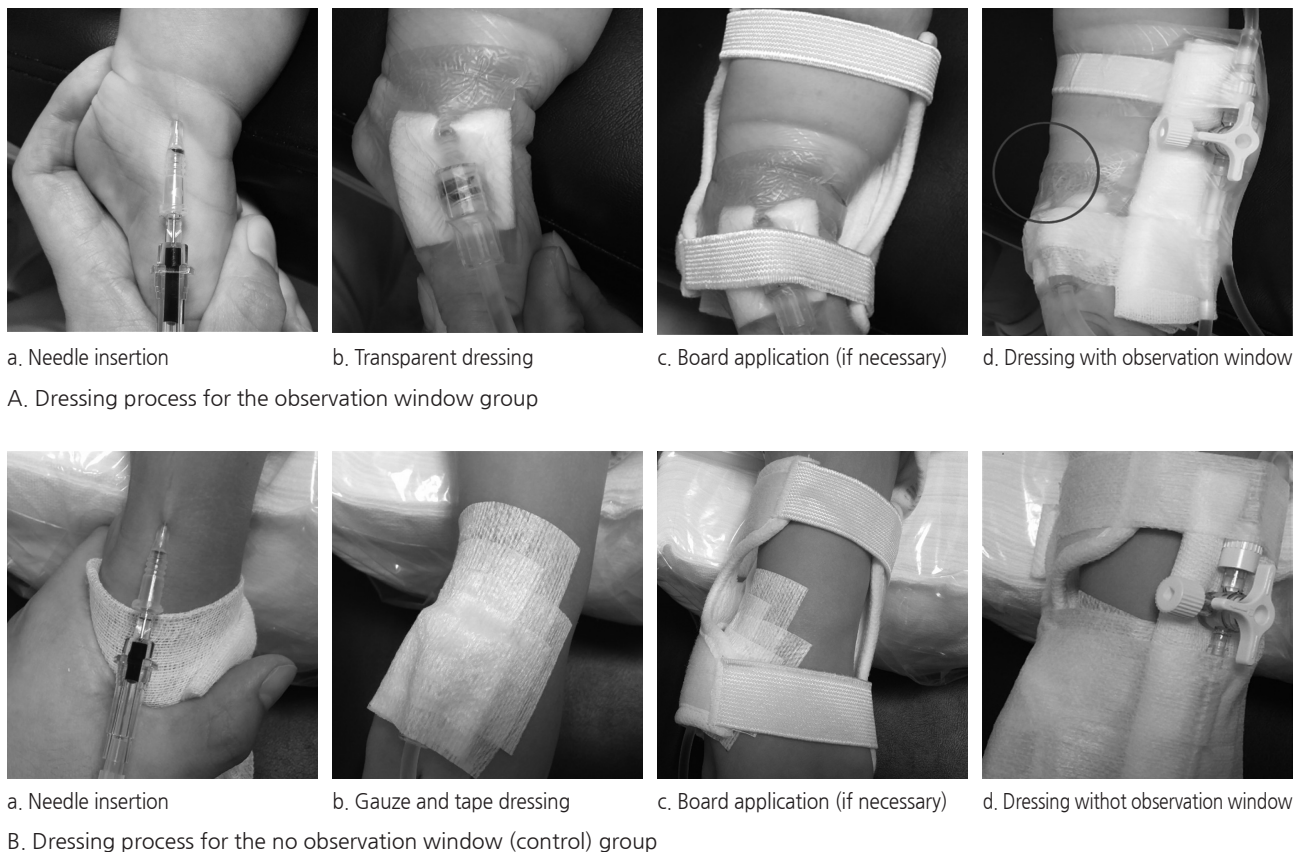 a. Needle insertion
b. Transparent dressing
c. Board application (if necessary)
d. Dressing with observation window
A. Dressing process for the observation window group
a. Needle insertion
b. Gauze and tape dressing
c. Board application (if necessary)
d. Dressing withot observation window
B. Dressing process for the no observation window (control) group